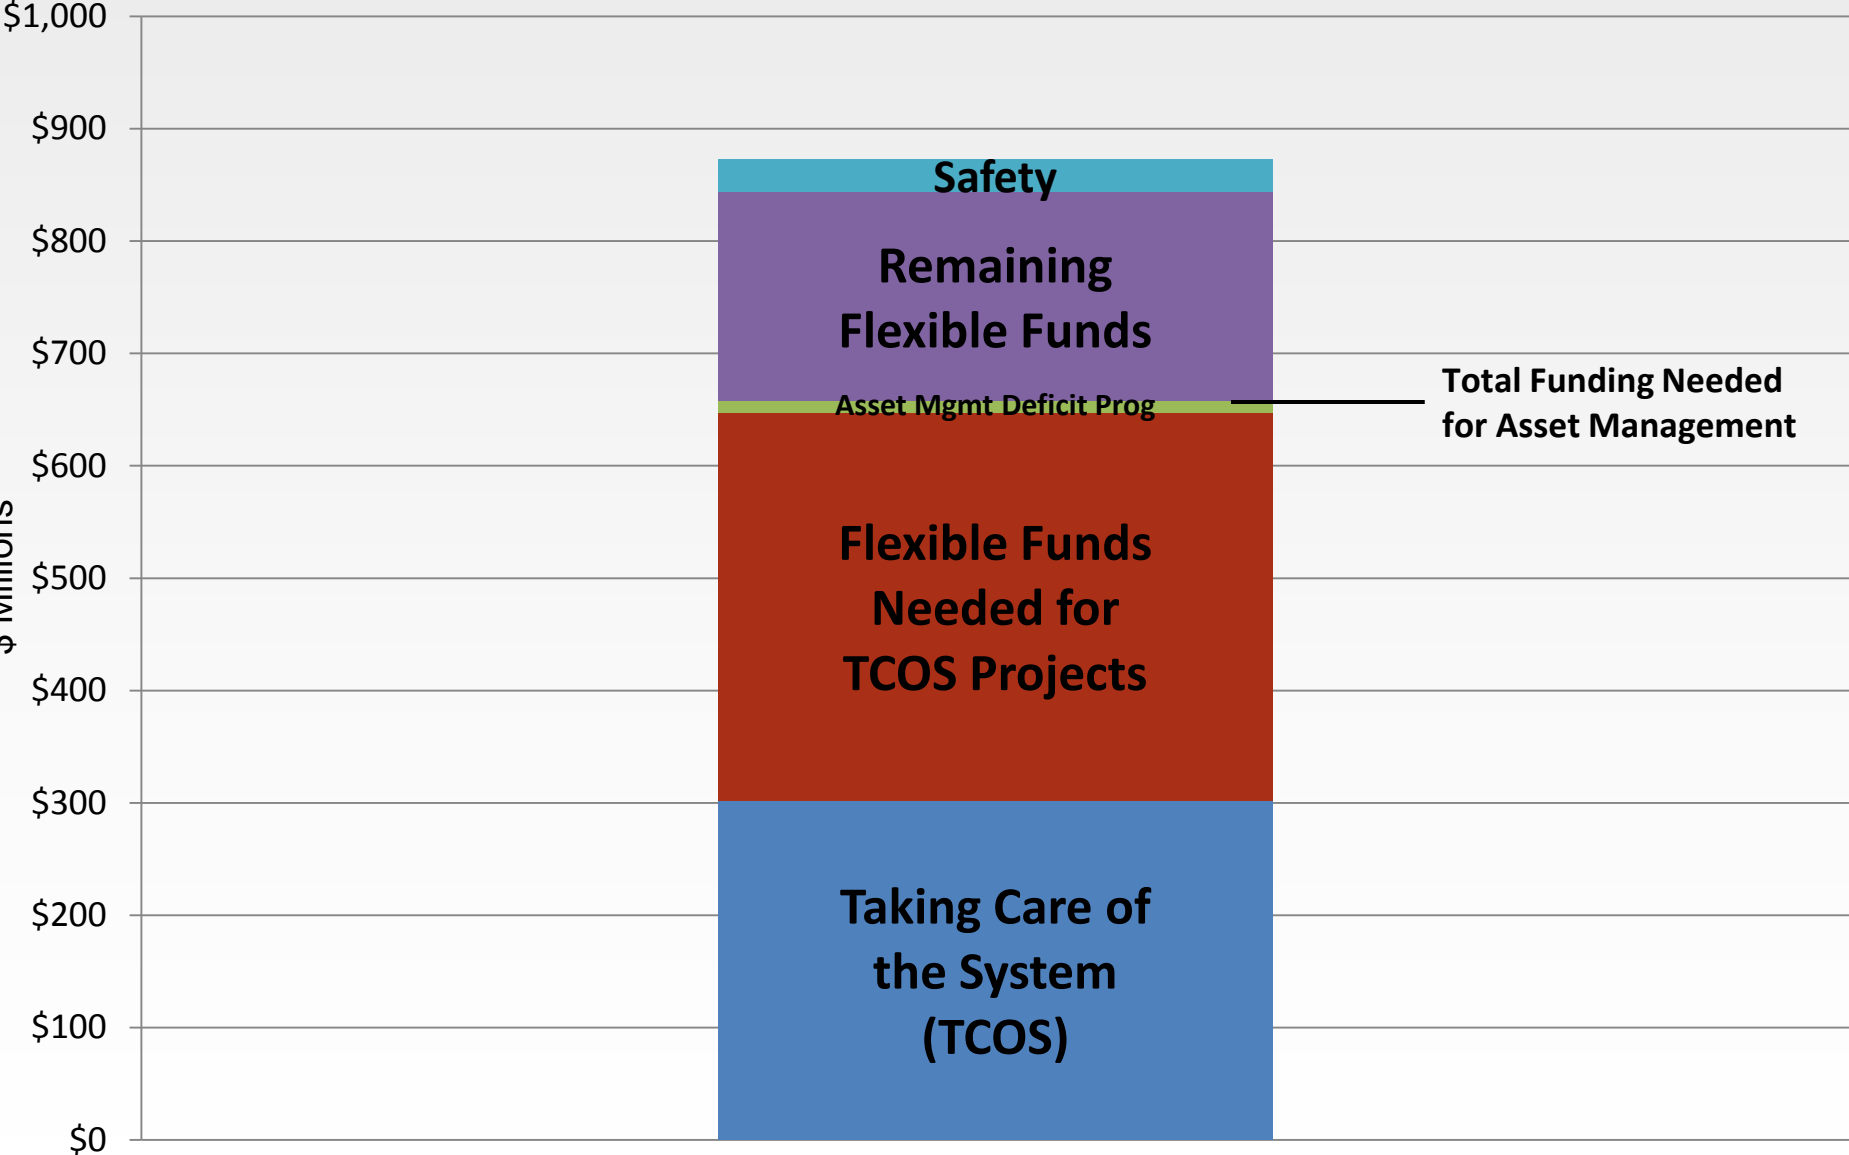 $1,000
$900
$800
$700
$600
$500
$400
$300
$200
$100
$0
$ Millions
Safety
Remaining
Flexible Funds
Asset Mgmt Deficit Prog
Total Funding Needed
for Asset Management
Flexible Funds
Needed for
TCOS Projects
Taking Care of
the System
(TCOS)